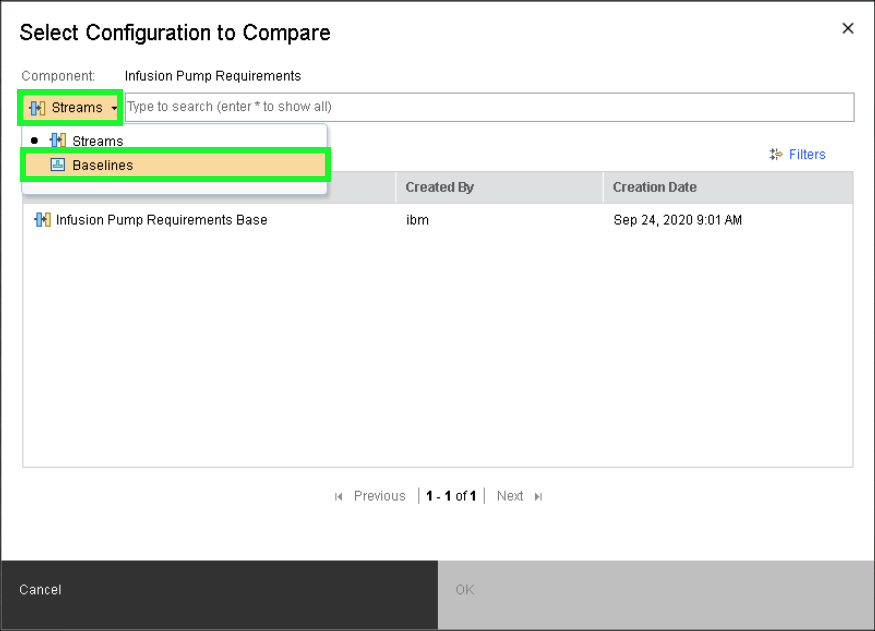 Select Configuration to Compare
Component: Infusion Pump Requirements
Streams Type to search (enter * to show all)
Streams
Baselines
Filters
Created By Creation Date
Infusion Pump Requirements Base ibm Sep 24, 2020 9:01 AM
Previous 1 - 1 of 1 Next
Cancel OK